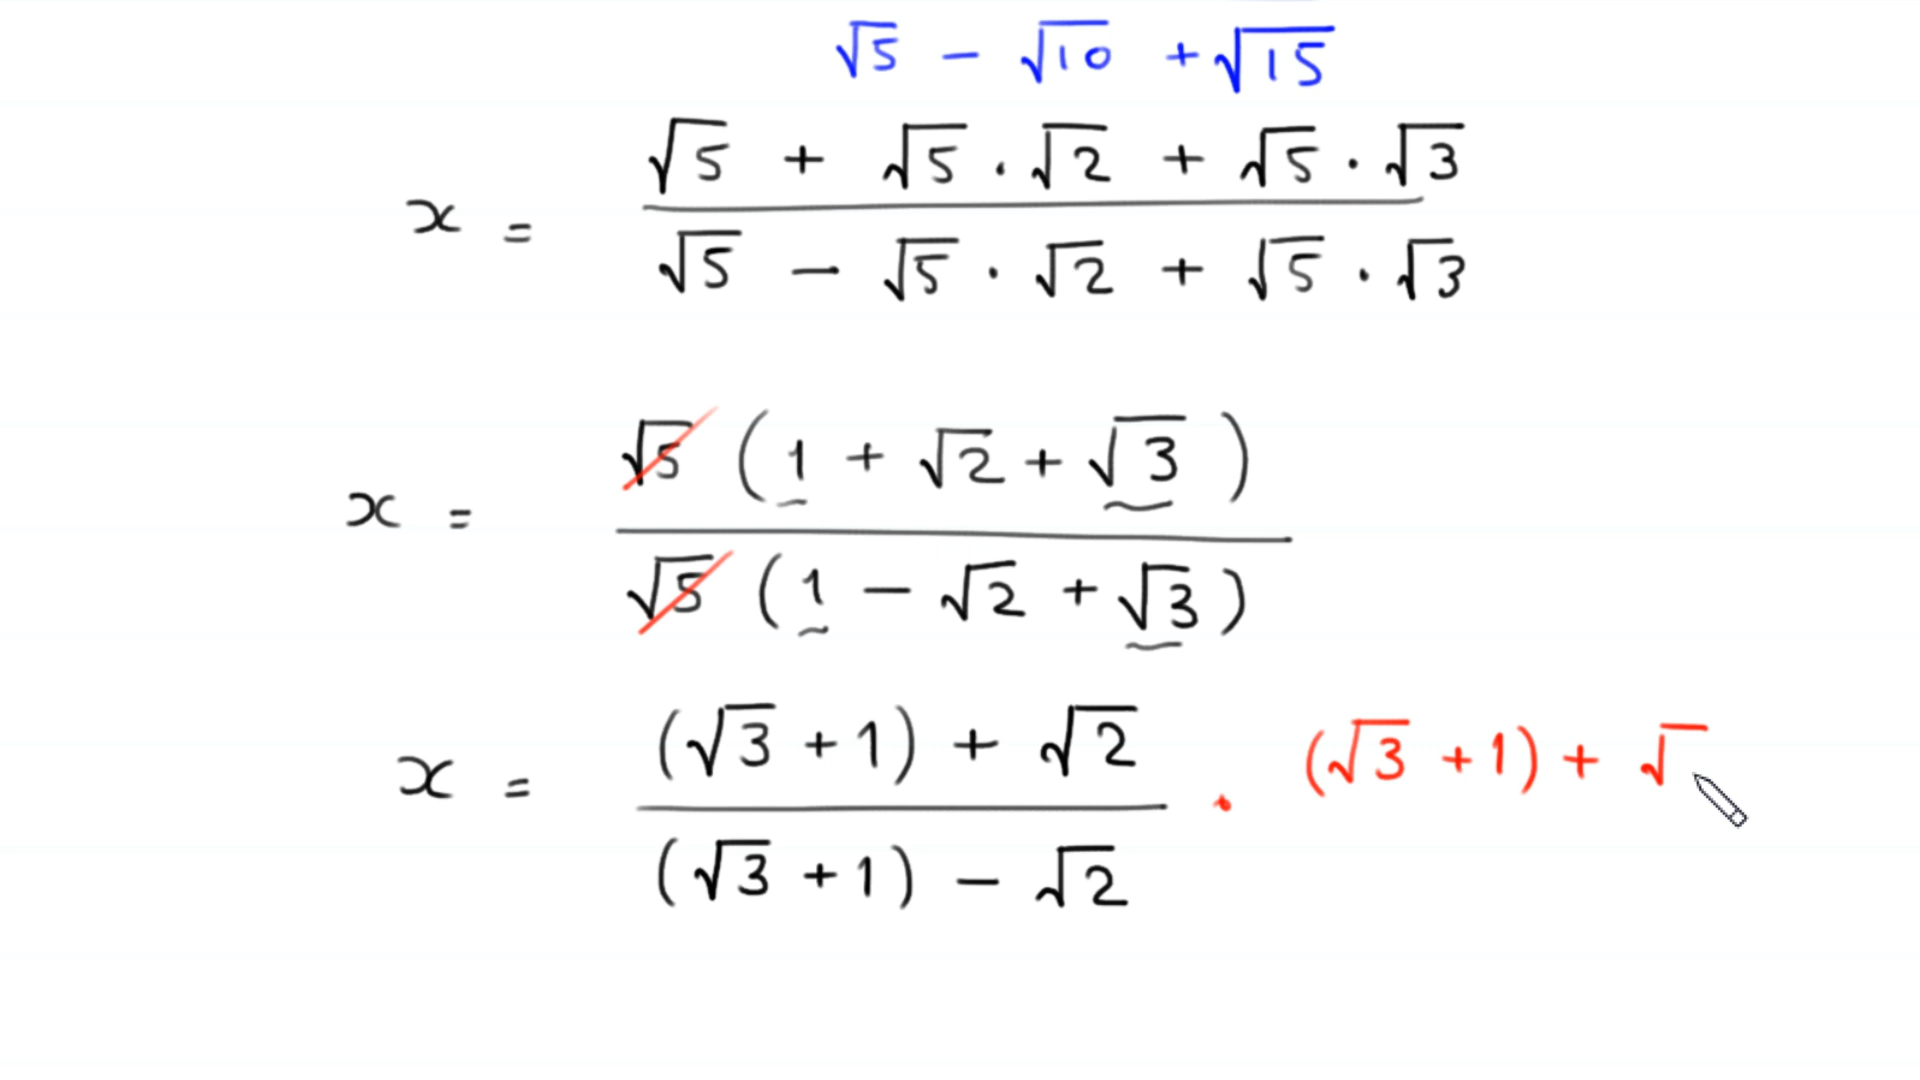 √5 - √10 + √15
x = (√5 + √5 · √2 + √5 · √3) / (√5 - √5 · √2 + √5 · √3)
x = √5 (1 + √2 + √3) / √5 (1 - √2 + √3)
x = ((√3 + 1) + √2) / ((√3 + 1) - √2) · (√3 + 1) + √